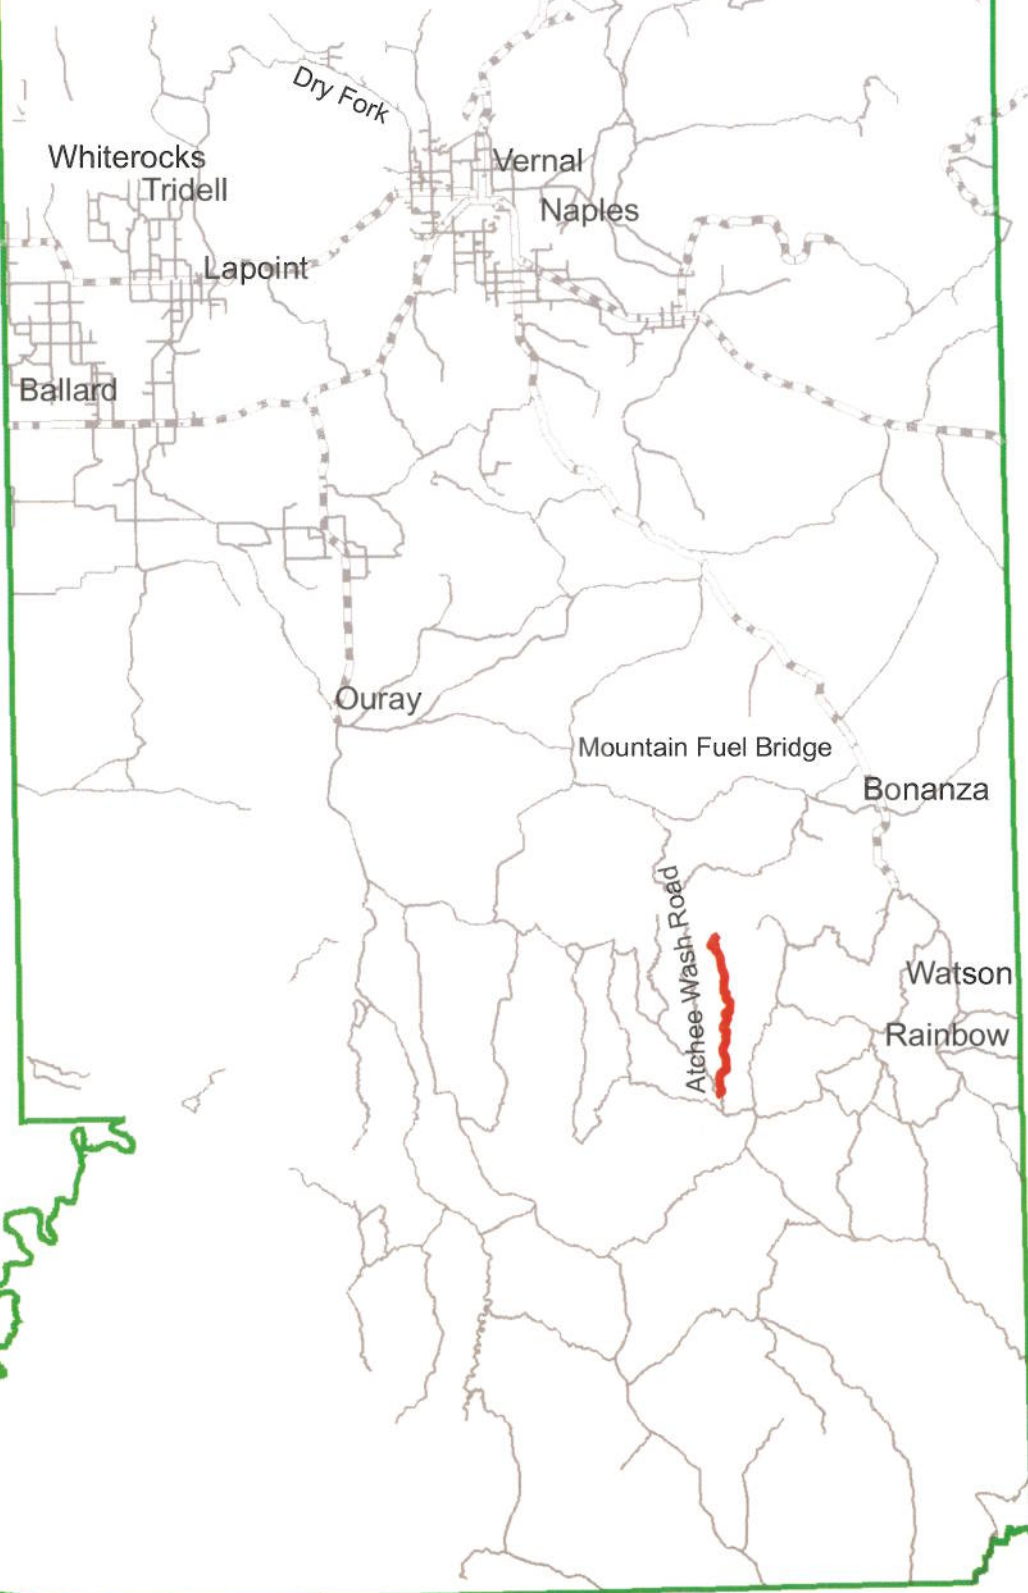 Dry Fork
Whiterocks
Vernal
Tridell
Naples
Lapoint
Ballard
Ouray
Mountain Fuel Bridge
Bonanza
Atchee Wash Road
Watson
Rainbow